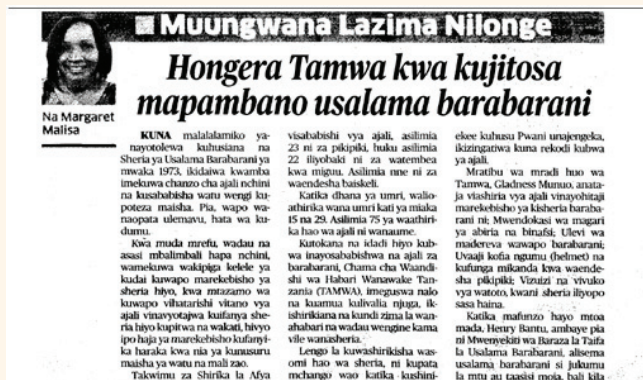 Muungwana Lazima Nilonge
Hongera Tamwa kwa kujitosa
mapambano usalama barabarani
Na Margaret
Malisa
KUNA malalalamiko ya-
nayotolewa kuhusiana na
Sheria ya Usalama Barabarani ya
mwaka 1973, ikidaiwa kwamba
imekuwa chanzo cha ajali nchini
na kusababisha watu wengi ku-
poteza maisha. Pia, wapo wa-
naopata ulemavu, hata wa ku-
dumu.
Kwa muda mrefu, wadau na
asasi mbalimbali hapa nchini,
wamekuwa wakipiga kelele ya
kudai kuwapo marekebisho ya
sheria hiyo, kwa mtazamo wa
kuwapo vihatarishi vitano vya
ajali vinavyotajwa kuifanya she-
ria hiyo kupitwa na wakati, hivyo
ipo haja ya marekebisho kufanyi-
ka haraka kwa nia ya kunusuru
maisha ya watu na mali zao.
Takwimu za Shirika la Afya
visababishi vya ajali, asilimia
23 ni za pikipiki, huku asilimia
22 iliyobaki ni za watembea
kwa miguu. Asilimia nne ni za
waendesha baiskeli.
Katika dhana ya umri, walio-
athirika wana umri kati ya miaka
15 na 29. Asilimia 75 ya waathiri-
ka hao wa ajali ni wanaume.
Kutokana na idadi hiyo kub-
wa inayosababishwa na ajali za
barabarani, Chama cha Waandi-
shi wa Habari Wanawake Tan-
zania (TAMWA), imeguswa nalo
na kuamua kulivalia njuga, ik-
ishirikiana na kundi zima la wan-
ahabari na wadau wengine kama
vile wanasheria.
Lengo la kuwashirikisha was-
omi hao wa sheria, ni kupata
mchango wao katika kushini-
ekee kuhusu Pwani unajengeka,
ikizingatiwa kuna rekodi kubwa
ya ajali.
Mratibu wa mradi huo wa
Tamwa, Gladness Munuo, anata-
ja viashiria vya ajali vinayohitaji
marekebisho ya kisheria baraba-
rani ni; Mwendokasi wa magari
ya abiria na binafsi; Ulevi wa
madereva wawapo barabarani;
Uvaaji kofia ngumu (helmet) na
kufunga mikanda kwa waende-
sha pikipiki; Vizuizi na vivuko
vya watoto, kwani sheria iliyopo
sasa haina.
Katika mafunzo hayo mtoa
mada, Henry Bantu, ambaye pia
ni Mwenyekiti wa Baraza la Taifa
la Usalama Barabarani, alisema
usalama barabarani si jukumu
la mtu au taasisi moja, bali kila